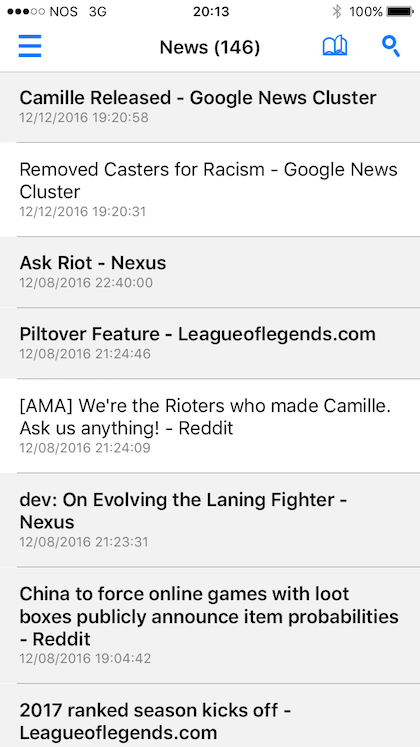 NOS 3G 20:13 100%
News (146)
Camille Released - Google News Cluster
12/12/2016 19:20:58
Removed Casters for Racism - Google News
Cluster
12/12/2016 19:20:31
Ask Riot - Nexus
12/08/2016 22:40:00
Piltover Feature - Leagueoflegends.com
12/08/2016 21:24:46
[AMA] We're the Rioters who made Camille.
Ask us anything! - Reddit
12/08/2016 21:24:09
dev: On Evolving the Laning Fighter -
Nexus
12/08/2016 21:23:31
China to force online games with loot
boxes publicly announce item probabilities
- Reddit
12/08/2016 19:04:42
2017 ranked season kicks off -
Leagueoflegends.com